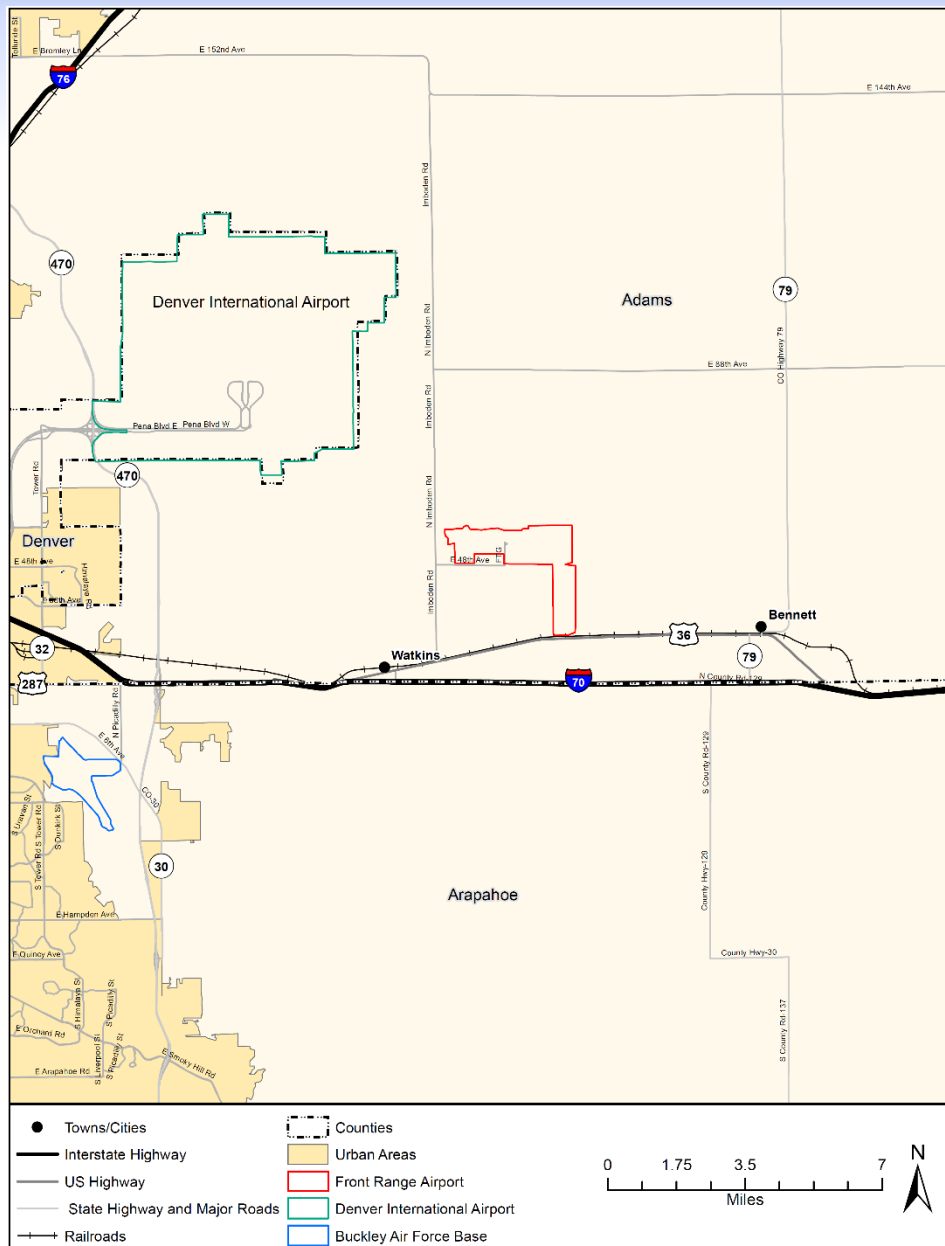 Telluride St
E Bromley Ln
E 152nd Ave
76
E 144th Ave
Imboden Rd
470
Denver International Airport
79
Adams
N Imboden Rd
CO Highway 79
E 88th Ave
Imboden Rd
Pena Blvd E
Pena Blvd W
Tower Rd
470
N Imboden Rd
Denver
E 48th Ave
Himalaya Rd
E 48th Ave
FTG
Imboden Rd
Bennett
36
32
Watkins
79
287
70
N County Rd-129
N Picadilly Rd
E 6th Ave
S County Rd-129
CO-30
S Uravan St
S Tower Rd
S Tower Rd
S Dunkirk St
30
Arapahoe
County Hwy-129
E Hampden Ave
E Quincy Ave
County Hwy-30
S Himalaya St
S Picadilly St
E Orchard Rd
S Liverpool St
S Picadilly St
E Smoky Hill Rd
E Arapahoe Rd
S County Rd-137
Towns/Cities
Interstate Highway
US Highway
State Highway and Major Roads
Railroads
Counties
Urban Areas
Front Range Airport
Denver International Airport
Buckley Air Force Base
0 1.75 3.5 7
Miles
N